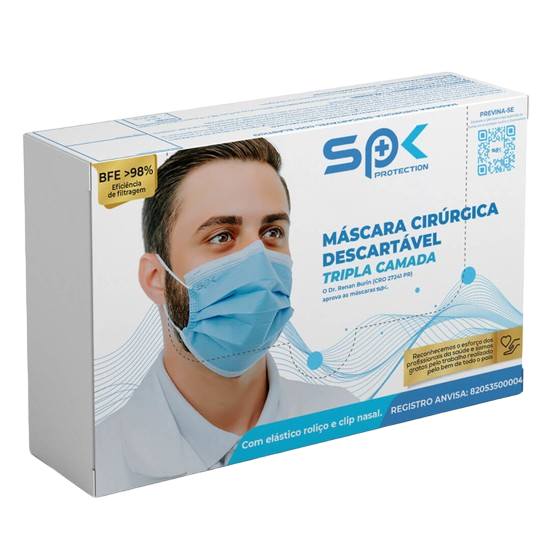 BFE >98%
Eficiência
de filtragem
SPK
PROTECTION
PREVINA-SE
MÁSCARA CIRÚRGICA
DESCARTÁVEL
TRIPLA CAMADA
O Dr. Renan Burin (CRO 27241 PR)
aprova as máscaras SPK.
Reconhecemos o esforço dos
profissionais da saúde e somos
gratos pelo trabalho realizado
pelo bem de todo o país
Com elástico roliço e clip nasal.
REGISTRO ANVISA: 82053500004